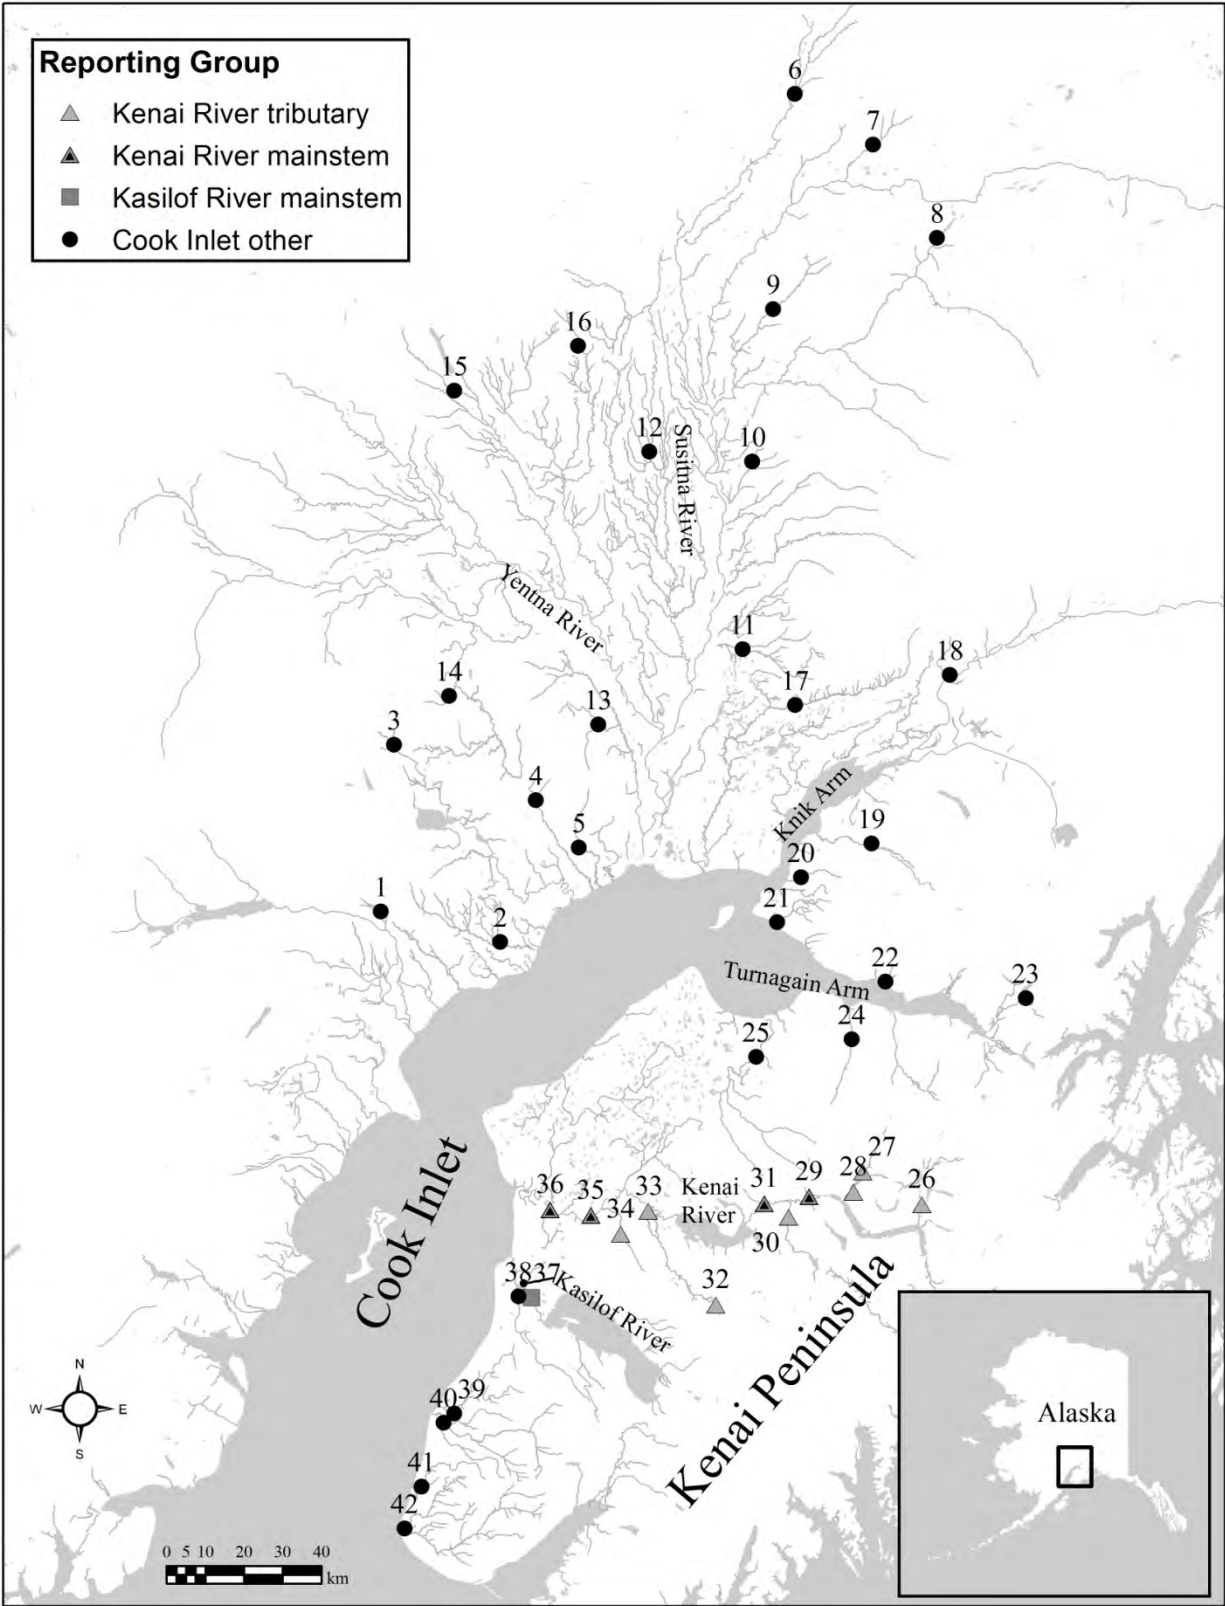 Reporting Group
Kenai River tributary
Kenai River mainstem
Kasilof River mainstem
Cook Inlet other
6
7
8
9
16
15
12
10
Susitna River
Yentna River
11
18
14
17
13
3
4
Knik Arm
5
19
20
1
21
2
22
Turnagain Arm
23
24
25
Cook Inlet
27
28
26
29
31
36
35
33
Kenai
River
34
30
32
38
37
Kasilof River
Kenai Peninsula
40
39
41
42
N
W
E
S
0 5 10 20 30 40
km
Alaska